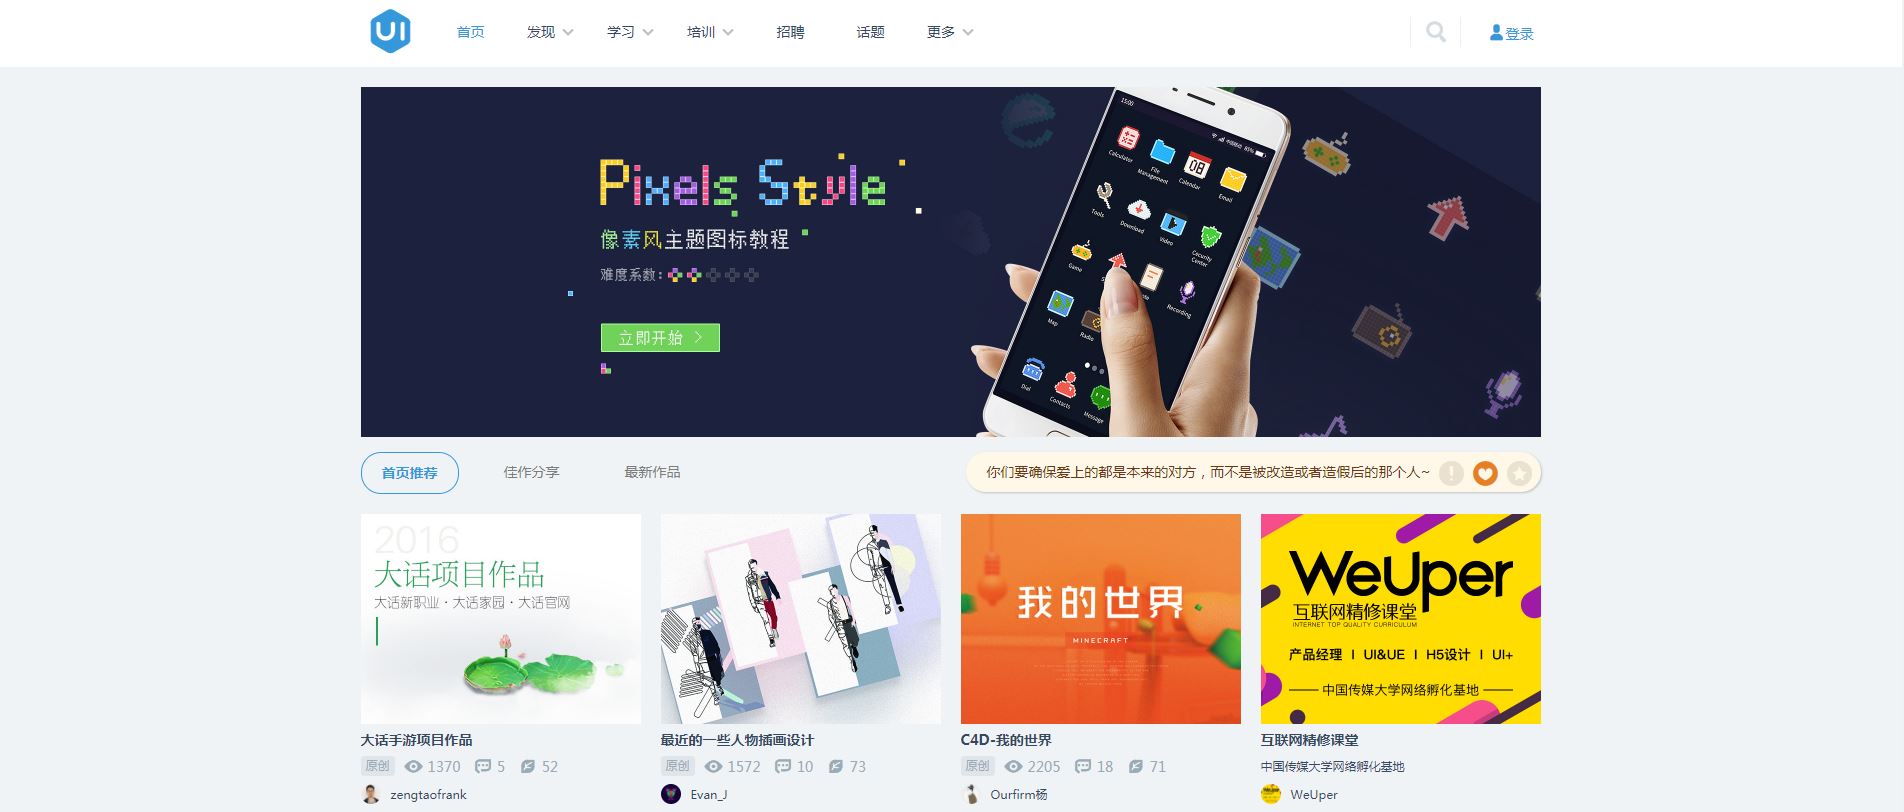 UI
首页
发现
学习
培训
招聘
话题
更多
登录
Pixels Style
像素风主题图标教程
难度系数：
立即开始 >
15:00
中国移动 85%
Calculator
File Management
08
Calendar
Email
Tools
Download
Video
Cecurity Center
Game
Recording
Map
Radio
Dial
Contacts
Message
首页推荐
佳作分享
最新作品
你们要确保爱上的都是本来的对方，而不是被改造或者造假后的那个人~
2016
大话项目作品
大话新职业·大话家园·大话官网
我的世界
MINECRAFT
WeUper
互联网精修课堂
INTERNET TOP QUALITY CURRICULUM
产品经理 I UI&UE I H5设计 I UI+
中国传媒大学网络孵化基地
大话手游项目作品
原创 1370 5 52
zengtaofrank
最近的一些人物插画设计
原创 1572 10 73
Evan_J
C4D-我的世界
原创 2205 18 71
Ourfirm杨
互联网精修课堂
中国传媒大学网络孵化基地
WeUper